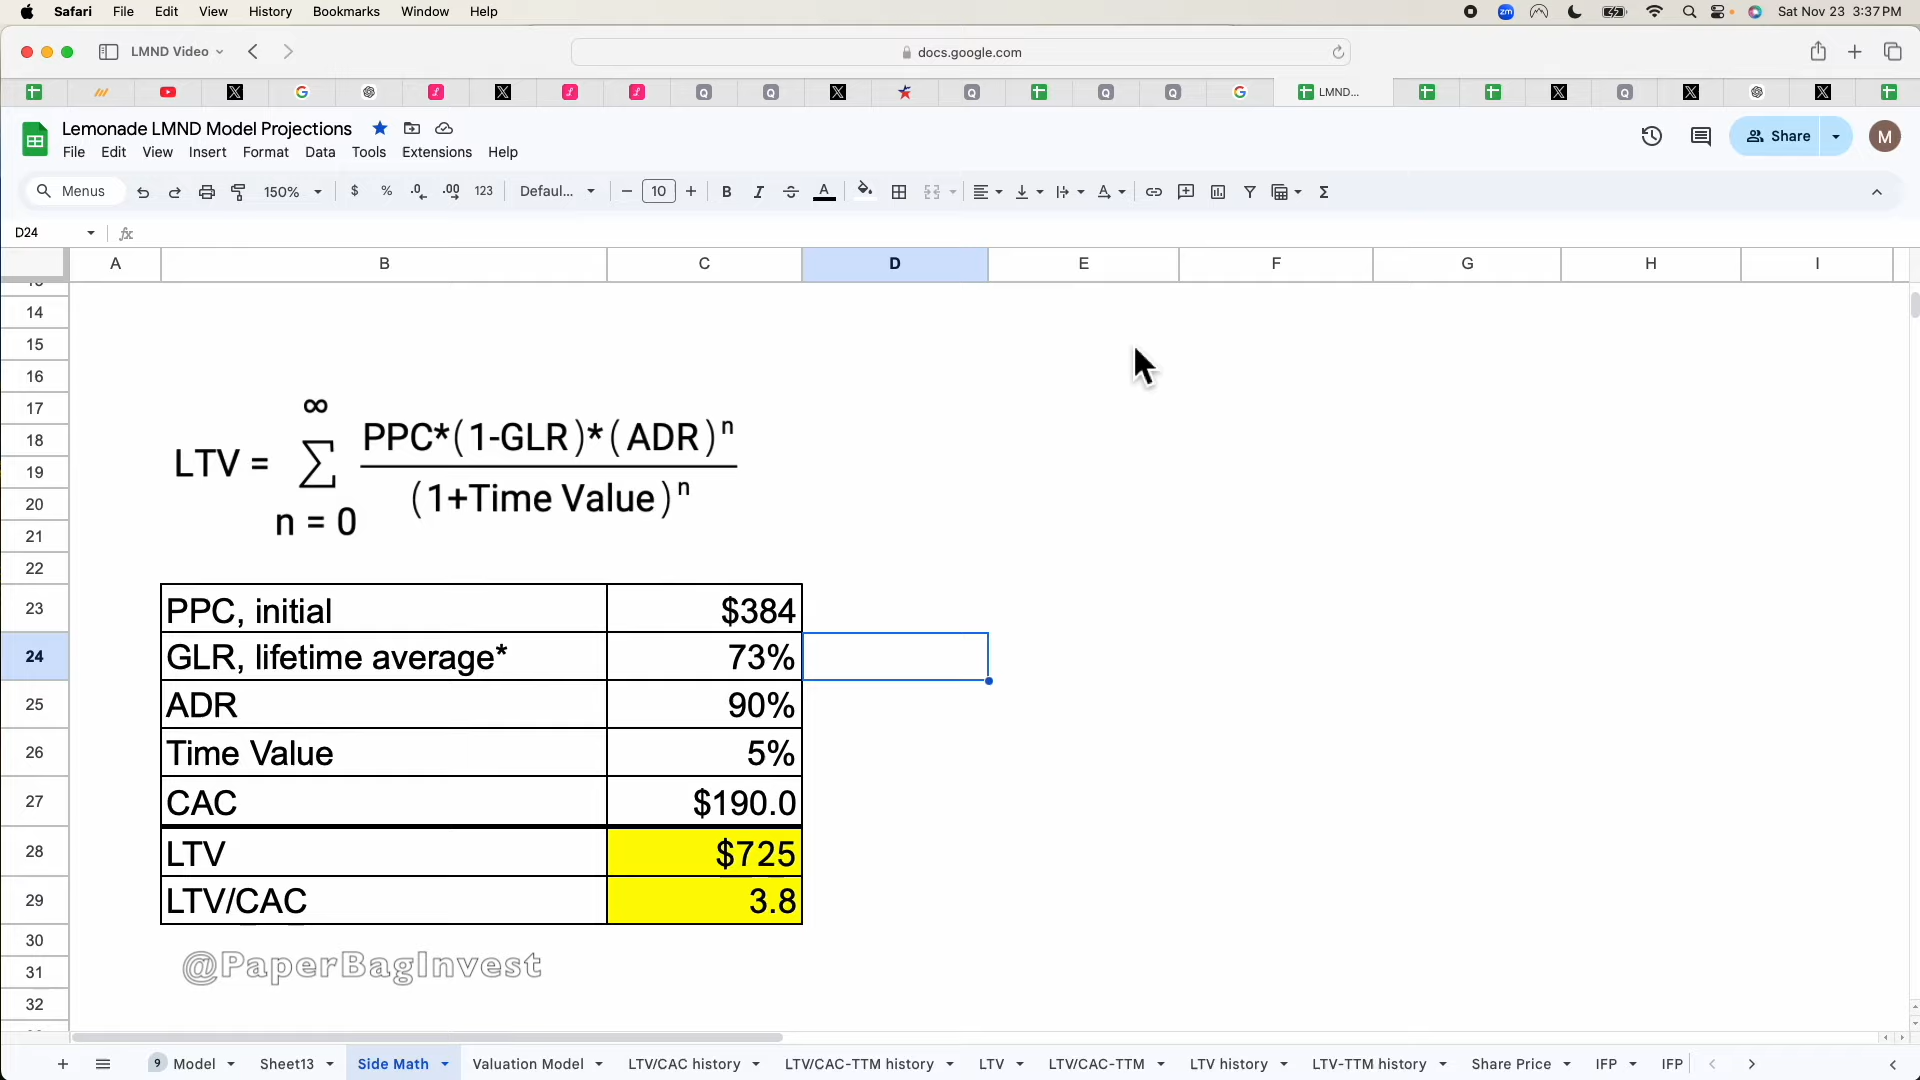 Safari File Edit View History Bookmarks Window Help
zm
Sat Nov 23 3:37 PM
LMND Video
docs.google.com
LMND...
Lemonade LMND Model Projections
File Edit View Insert Format Data Tools Extensions Help
Share
M
Menus
150%
$ % .0 .00 123
Defaul...
10
B I A
D24
fx
A B C D E F G H I
14
15
16
17
18
19
20
21
22
23
24
25
26
27
28
29
30
31
32
∞
LTV = ∑ PPC*(1-GLR)*(ADR)ⁿ
(1+Time Value)ⁿ
n = 0
PPC, initial $384
GLR, lifetime average* 73%
ADR 90%
Time Value 5%
CAC $190.0
LTV $725
LTV/CAC 3.8
@PaperBagInvest
9 Model Sheet13 Side Math Valuation Model LTV/CAC history LTV/CAC-TTM history LTV LTV/CAC-TTM LTV history LTV-TTM history Share Price IFP IFP